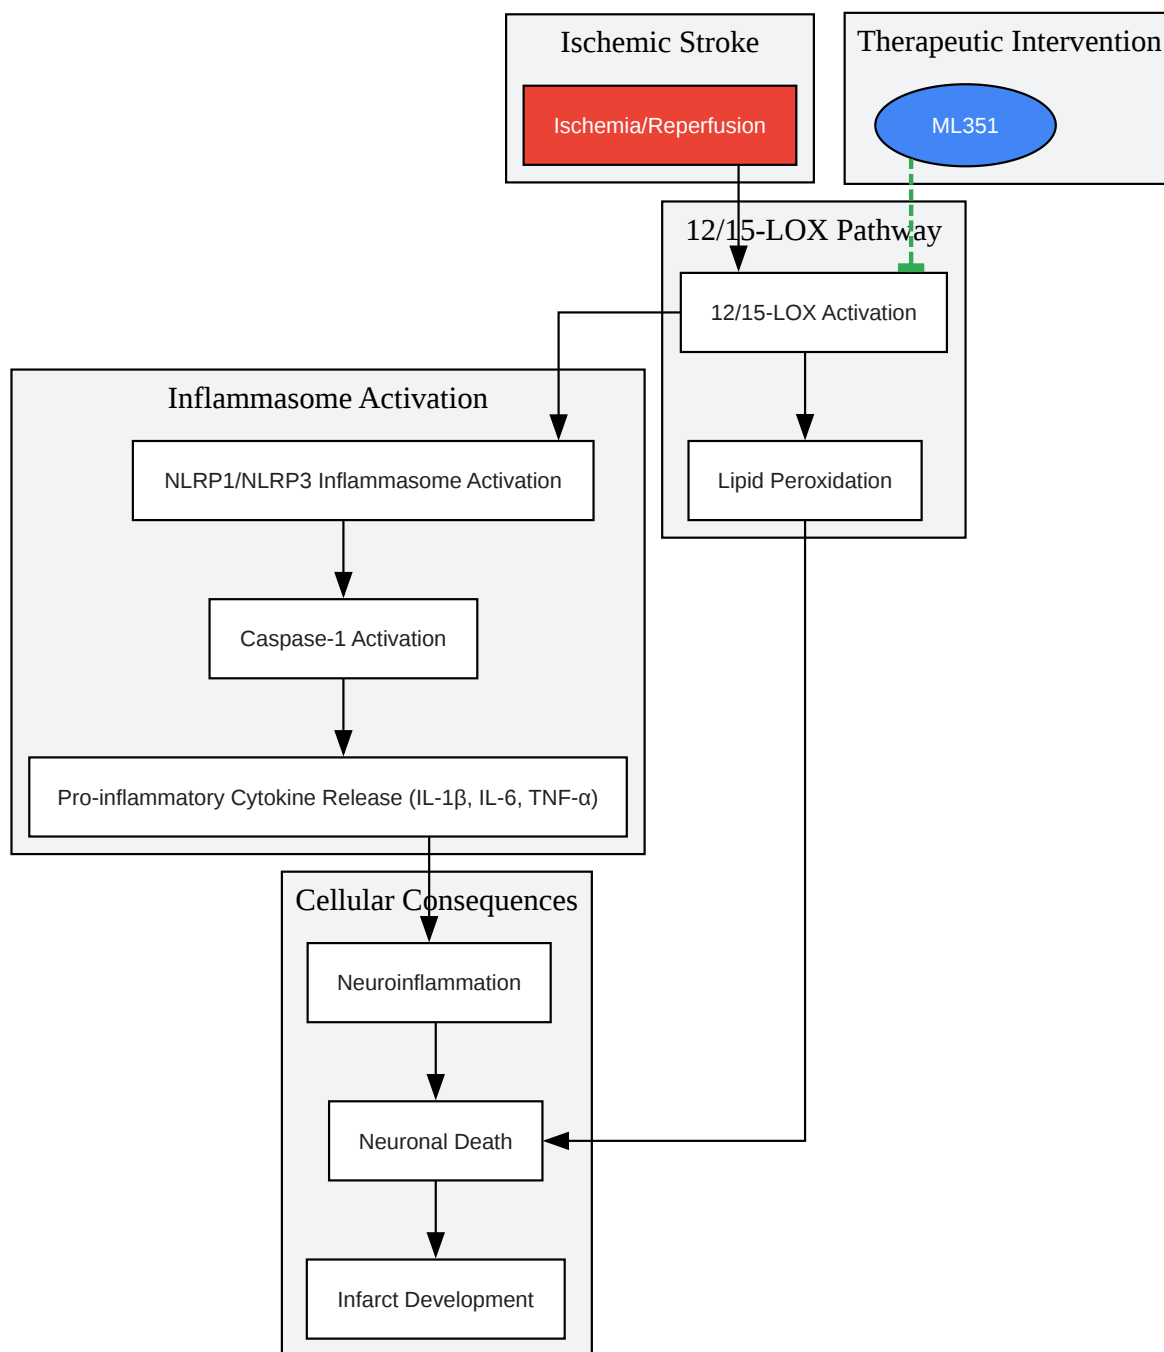 Ischemic Stroke
Therapeutic Intervention
Ischemia/Reperfusion
ML351
12/15-LOX Pathway
12/15-LOX Activation
Inflammasome Activation
NLRP1/NLRP3 Inflammasome Activation
Lipid Peroxidation
Caspase-1 Activation
Pro-inflammatory Cytokine Release (IL-1β, IL-6, TNF-α)
Cellular Consequences
Neuroinflammation
Neuronal Death
Infarct Development